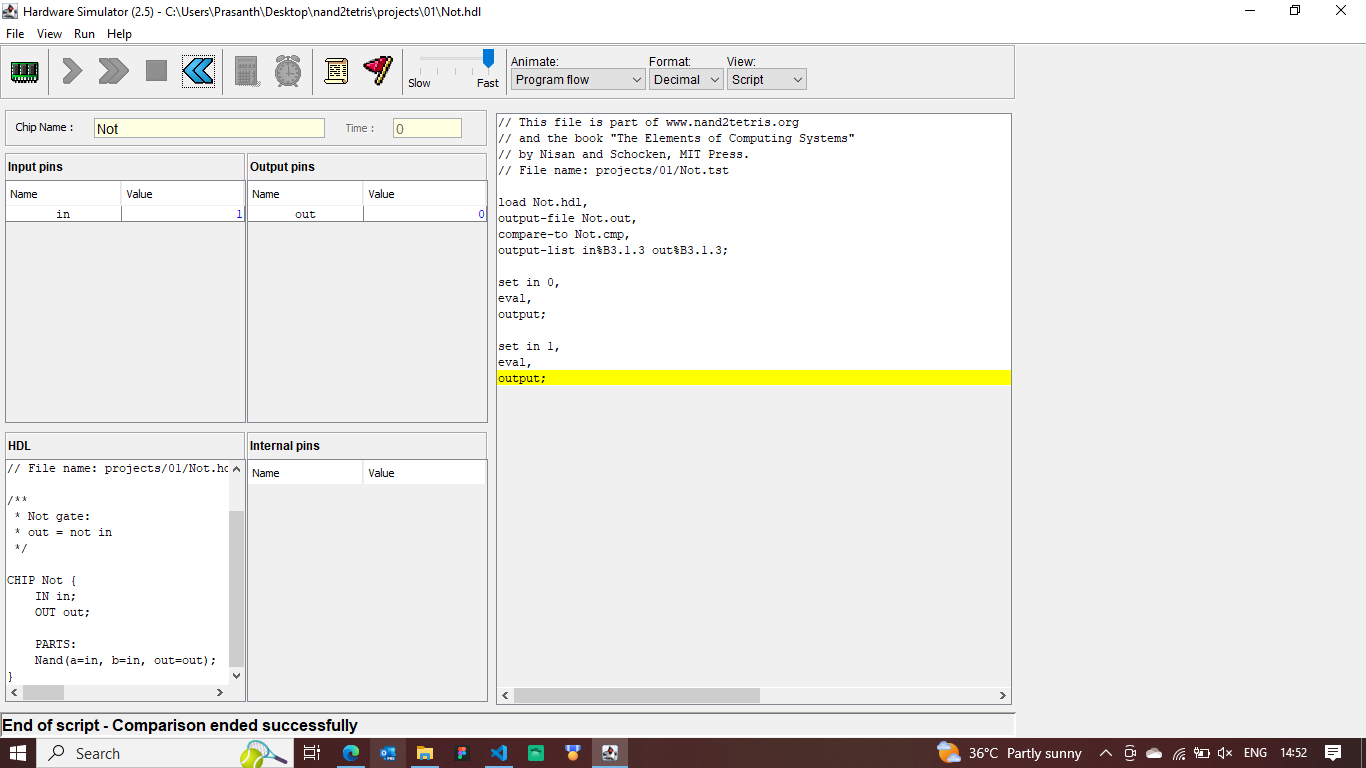 Hardware Simulator (2.5) - C:\Users\Prasanth\Desktop\nand2tetris\projects\01\Not.hdl
File View Run Help
Slow Fast
Animate: Format: View:
Program flow Decimal Script
Chip Name : Not Time : 0
Input pins
Name Value
in 1
Output pins
Name Value
out 0
HDL
// File name: projects/01/Not.hd
/**
* Not gate:
* out = not in
*/
CHIP Not {
IN in;
OUT out;
PARTS:
Nand(a=in, b=in, out=out);
}
Internal pins
Name Value
// This file is part of www.nand2tetris.org
// and the book "The Elements of Computing Systems"
// by Nisan and Schocken, MIT Press.
// File name: projects/01/Not.tst
load Not.hdl,
output-file Not.out,
compare-to Not.cmp,
output-list in%B3.1.3 out%B3.1.3;
set in 0,
eval,
output;
set in 1,
eval,
output;
End of script - Comparison ended successfully
Search
36°C Partly sunny
ENG 14:52